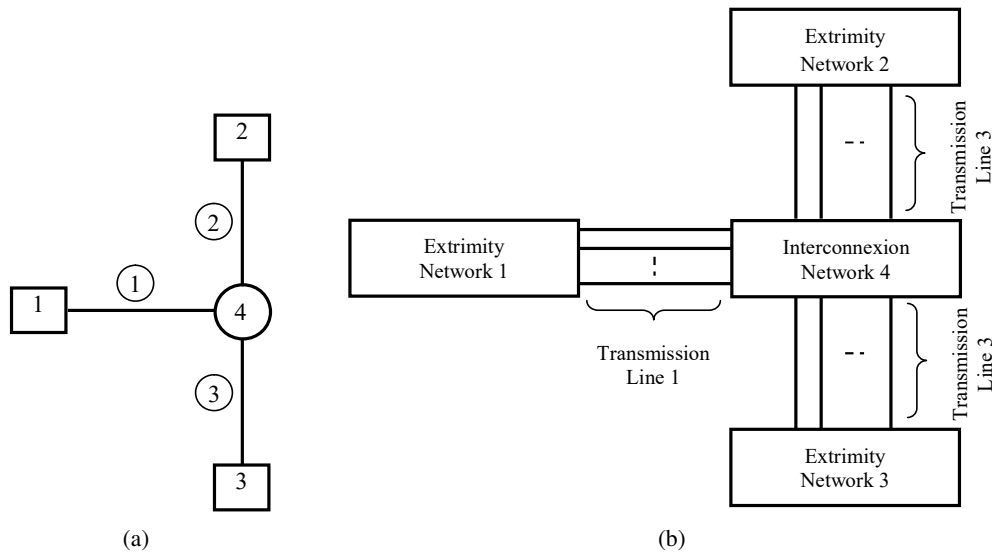 2
2
1
1
4
3
3
(a)
Extrimity
Network 2
Transmission
Line 3
Extrimity
Network 1
Interconnexion
Network 4
Transmission
Line 1
Transmission
Line 3
Extrimity
Network 3
(b)